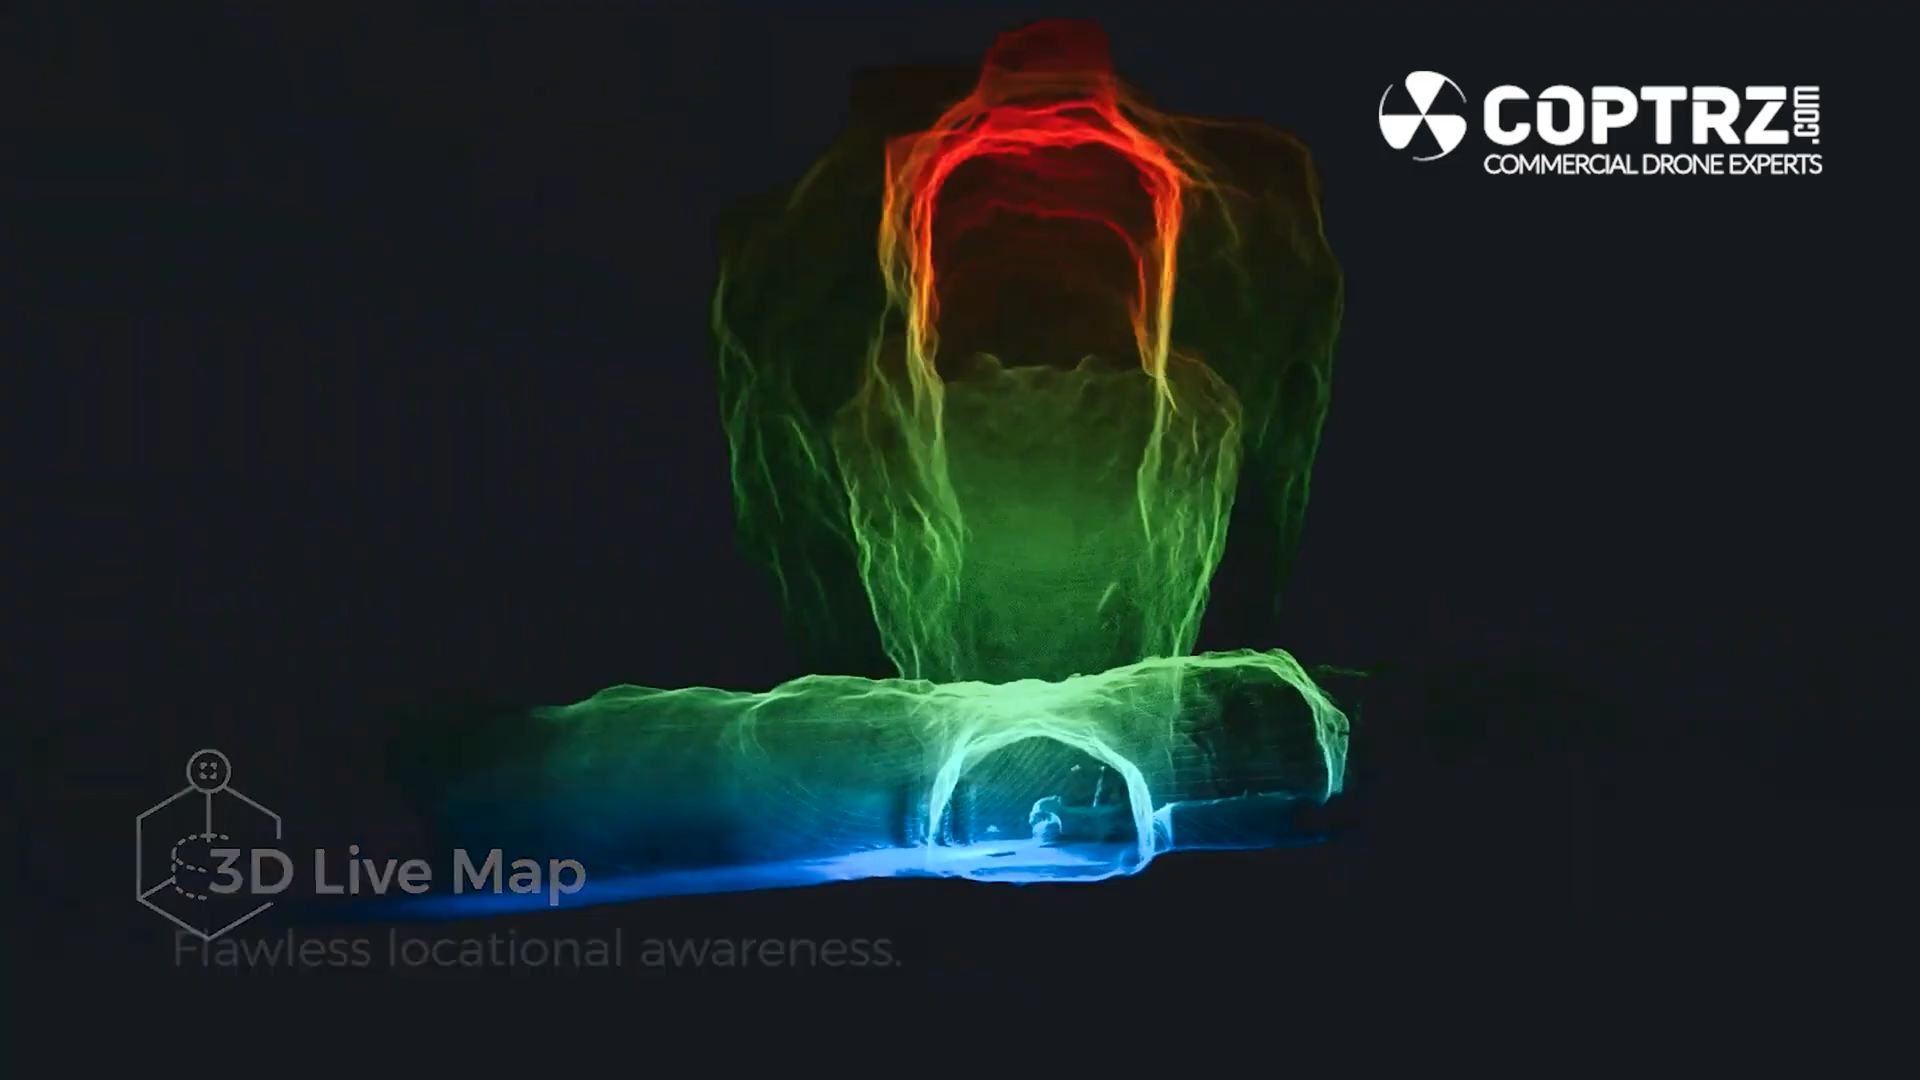 COPTRZ.COM
COMMERCIAL DRONE EXPERTS
3D Live Map
Flawless locational awareness.